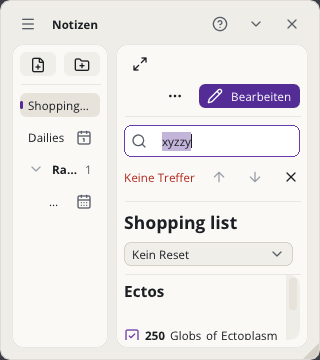 Notizen
Shopping...
Dailies
Ra... 1
...
Bearbeiten
xyzzy
Keine Treffer
Shopping list
Kein Reset
Ectos
250 Globs of Ectoplasm